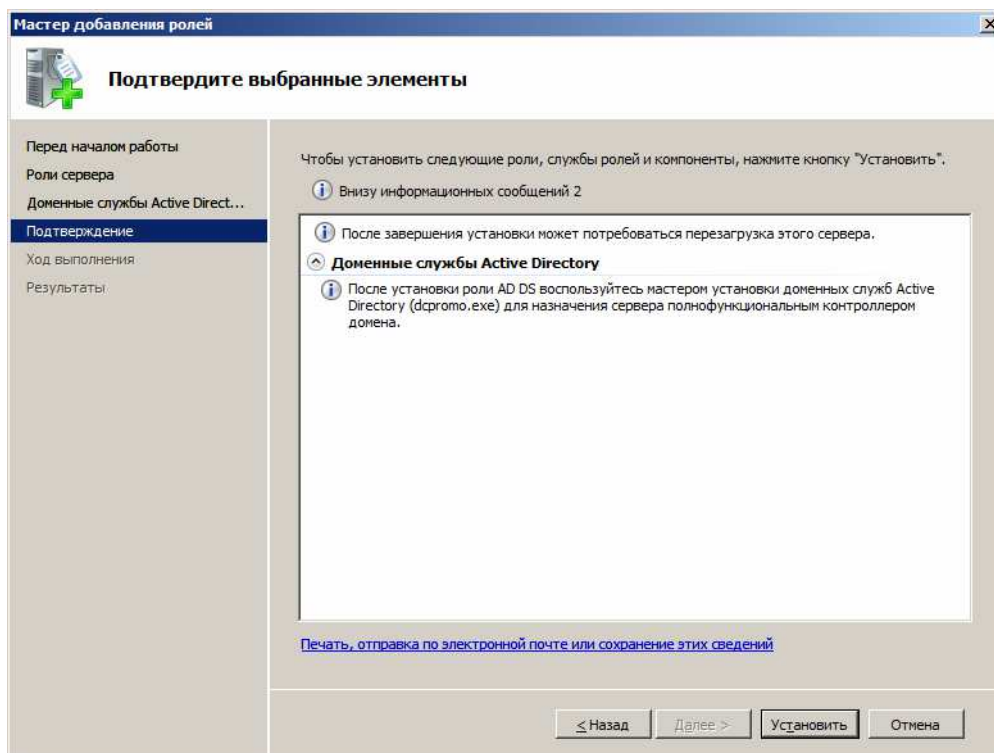 Мастер добавления ролей
Подтвердите выбранные элементы
Перед началом работы
Роли сервера
Доменные службы Active Direct...
Подтверждение
Ход выполнения
Результаты
Чтобы установить следующие роли, службы ролей и компоненты, нажмите кнопку "Установить".
Внизу информационных сообщений 2
После завершения установки может потребоваться перезагрузка этого сервера.
Доменные службы Active Directory
После установки роли AD DS воспользуйтесь мастером установки доменных служб Active
Directory (dcpromo.exe) для назначения сервера полнофункциональным контроллером
домена.
Печать, отправка по электронной почте или сохранение этих сведений
< Назад
Далее >
Установить
Отмена